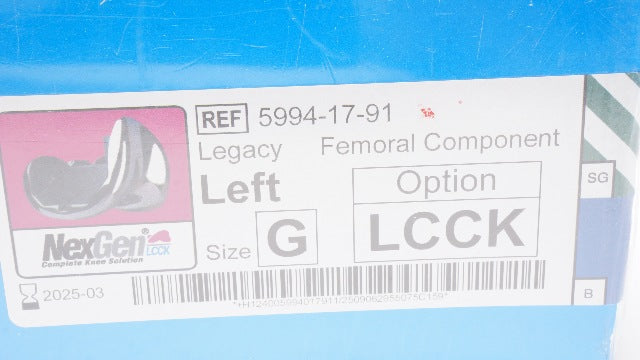 REF 5994-17-91
Legacy Femoral Component
Left
Option
LCCK
Size G
NexGen® LCCK
Complete Knee Solution
2025-03
SG
B